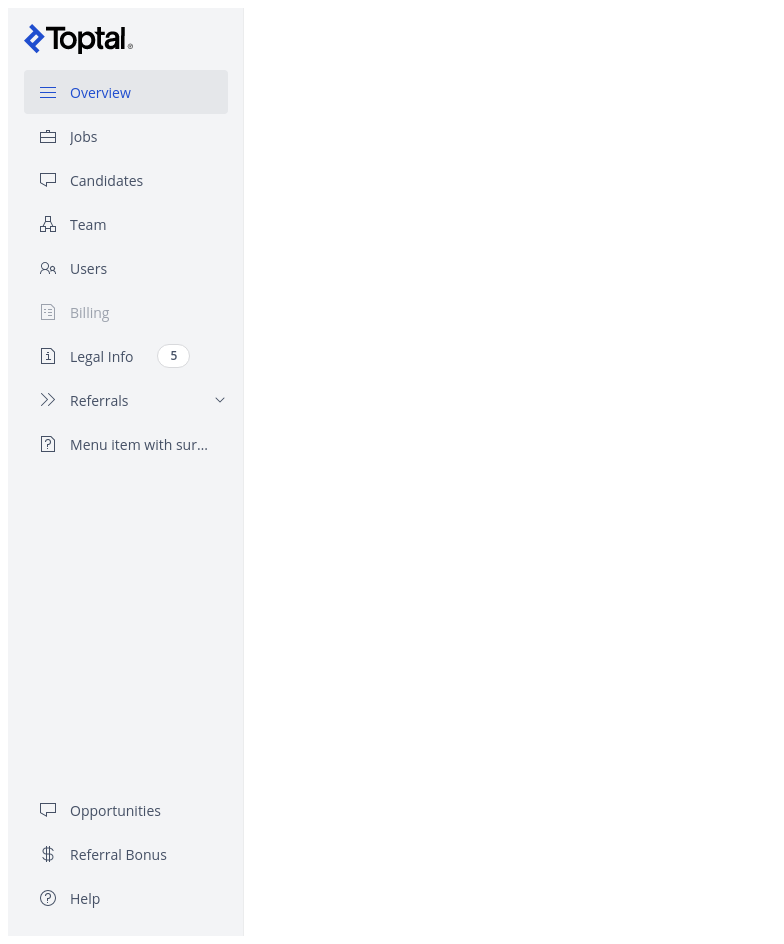 Toptal®
Overview
Jobs
Candidates
Team
Users
Billing
Legal Info 5
Referrals
Menu item with sur...
Opportunities
Referral Bonus
Help